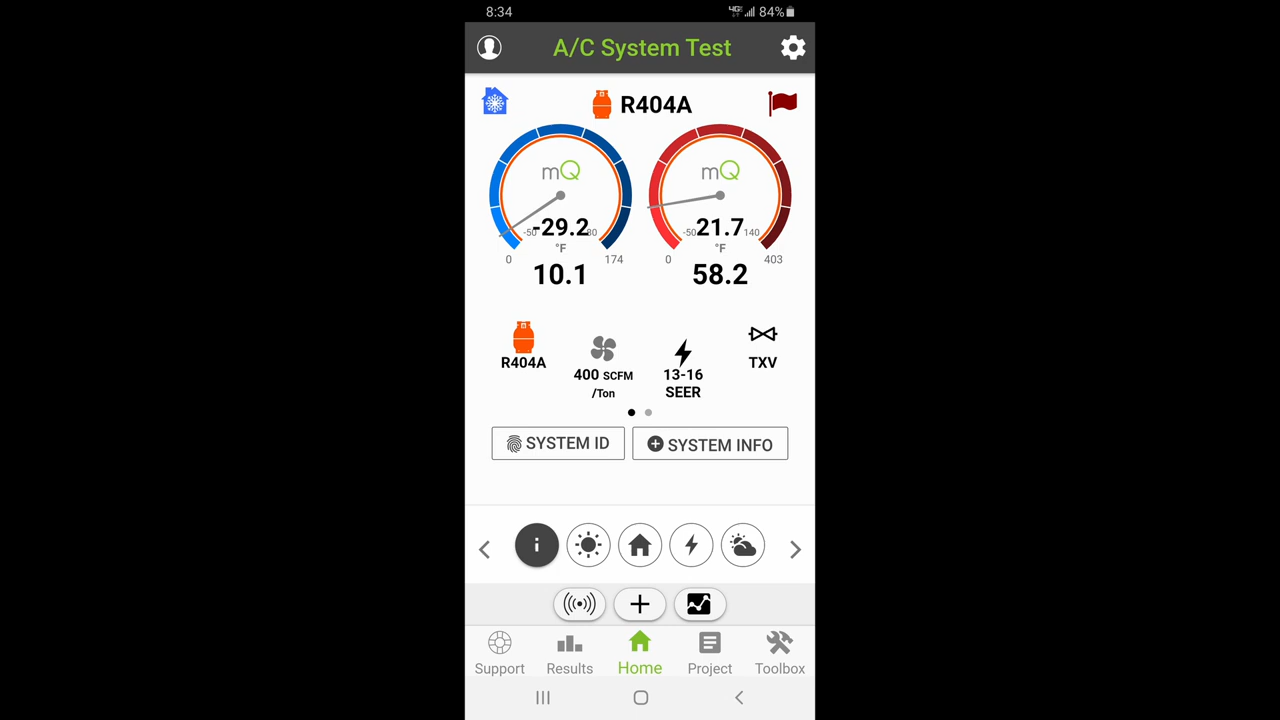 8:34
4G 84%
A/C System Test
R404A
mQ mQ
-50 -29.2 80
-50 21.7 140
°F °F
0 174 0 403
10.1 58.2
R404A
400 SCFM
/Ton
13-16
SEER
TXV
SYSTEM ID
SYSTEM INFO
i
Support Results Home Project Toolbox